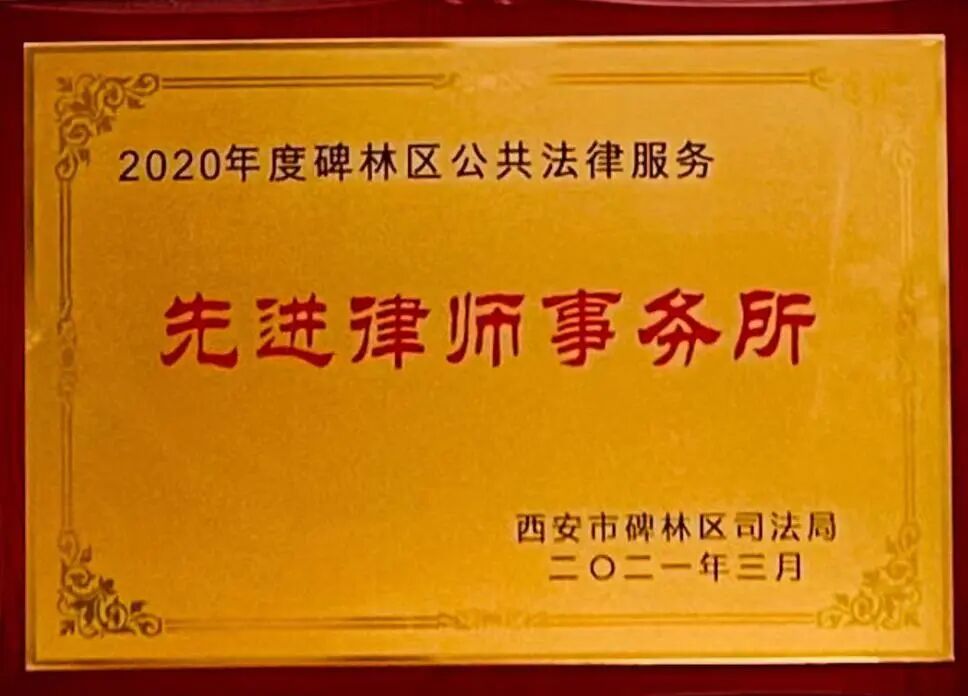 2020年度碑林区公共法律服务
先进律师事务所
西安市碑林区司法局
二〇二一年三月